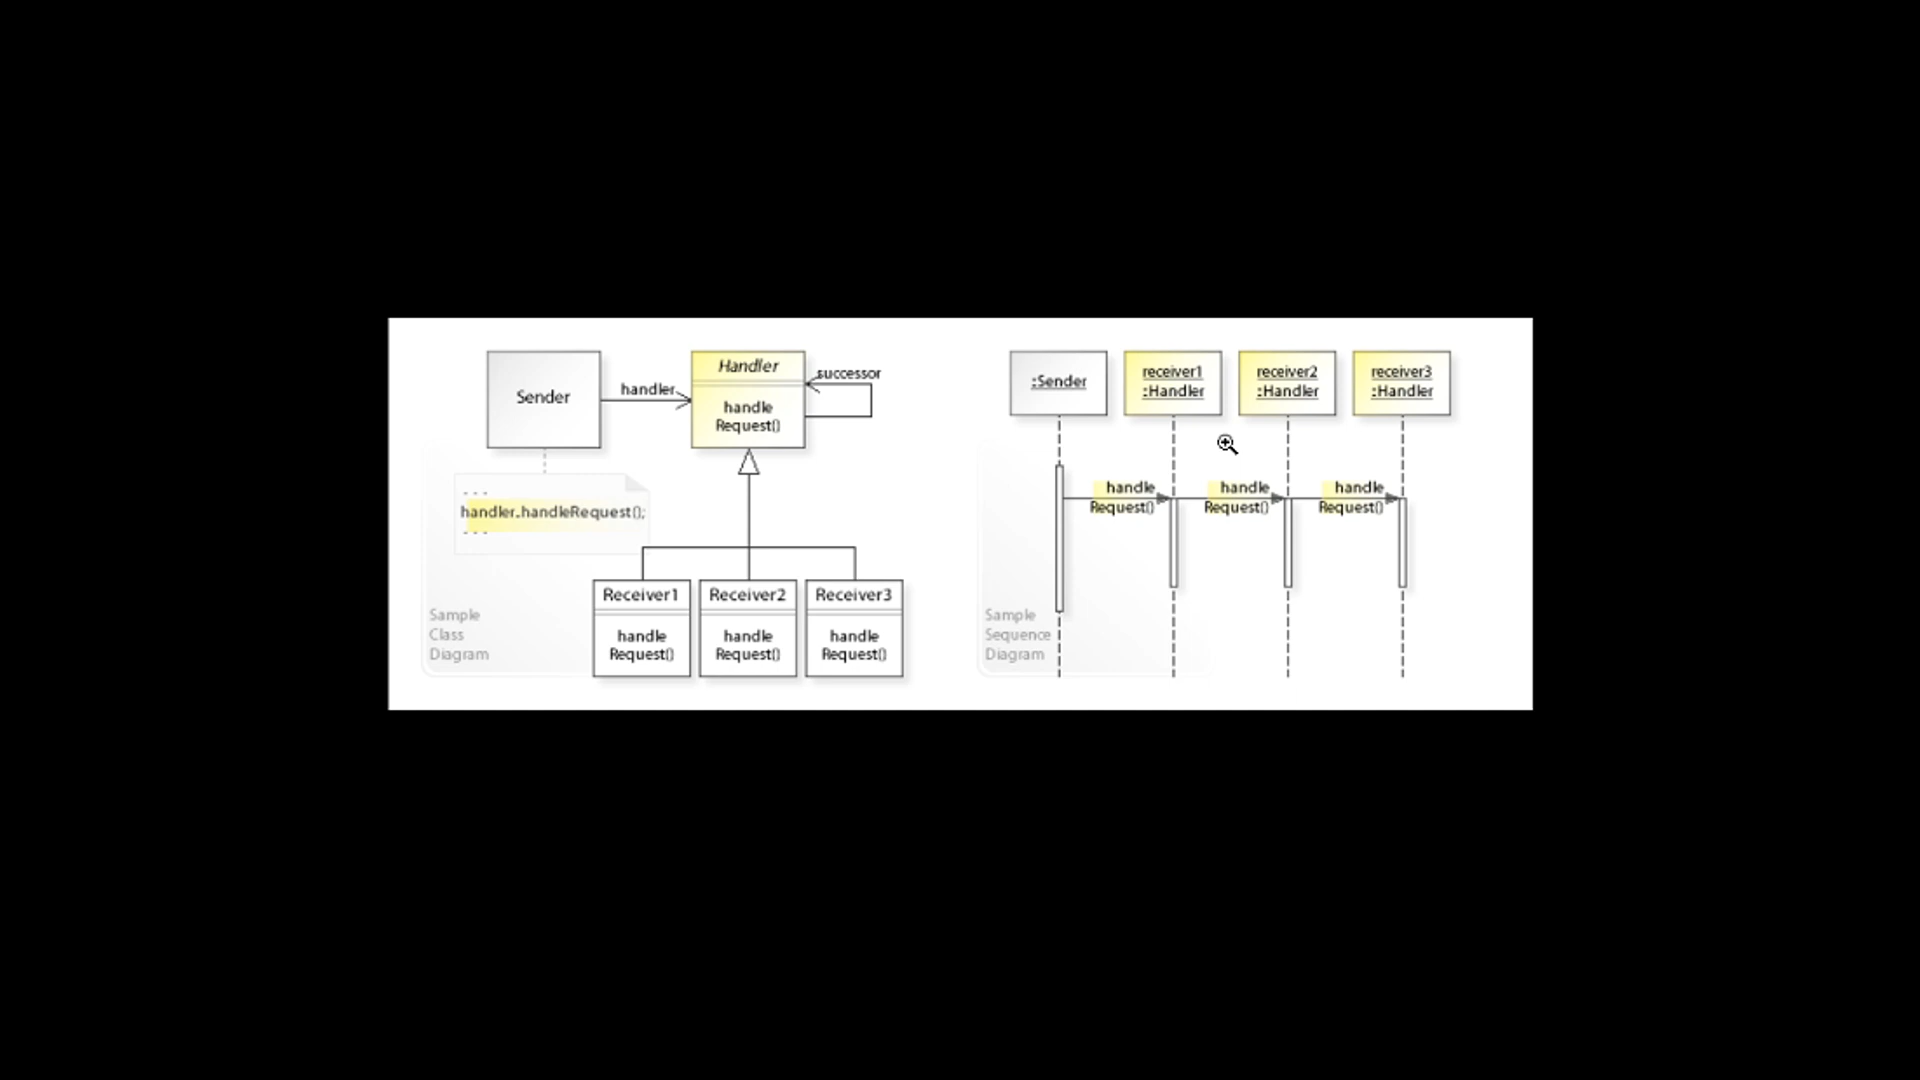 Sender
handler
Handler
handle
Request()
successor
. . .
handler.handleRequest();
. . .
Receiver1
handle
Request()
Receiver2
handle
Request()
Receiver3
handle
Request()
Sample
Class
Diagram
:Sender
receiver1
:Handler
receiver2
:Handler
receiver3
:Handler
handle
Request()
handle
Request()
handle
Request()
Sample
Sequence
Diagram